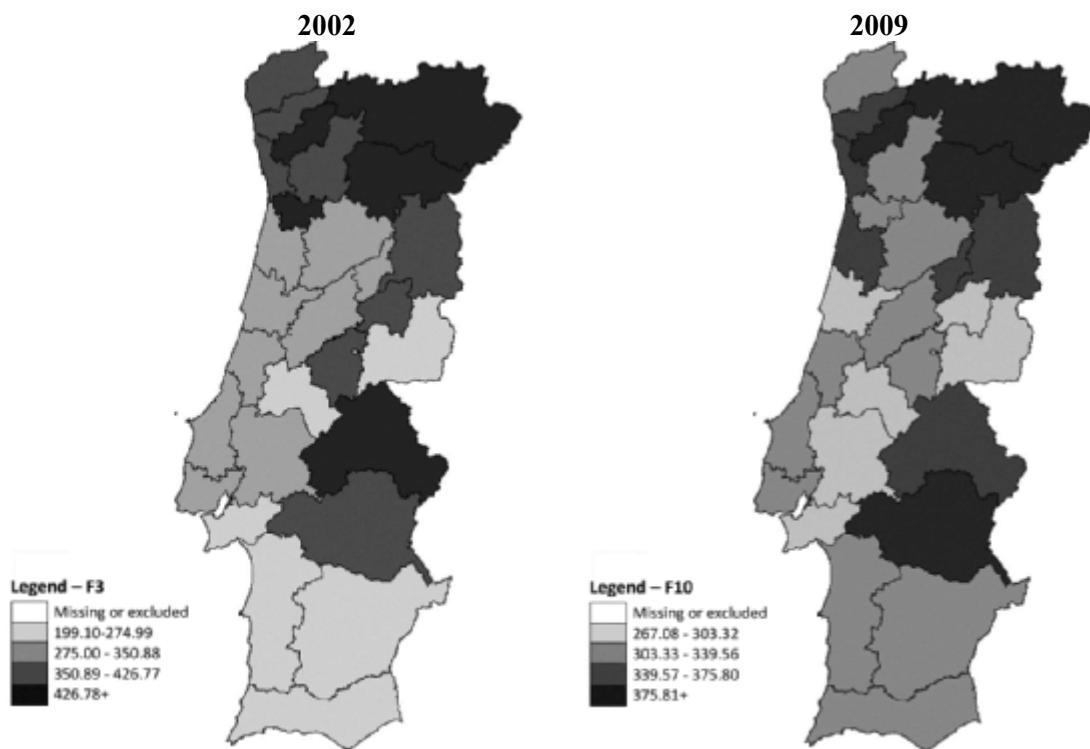 2002
2009
Legend – F3
Missing or excluded
199.10-274.99
275.00 - 350.88
350.89 - 426.77
426.78+
Legend – F10
Missing or excluded
267.08 - 303.32
303.33 - 339.56
339.57 - 375.80
375.81+